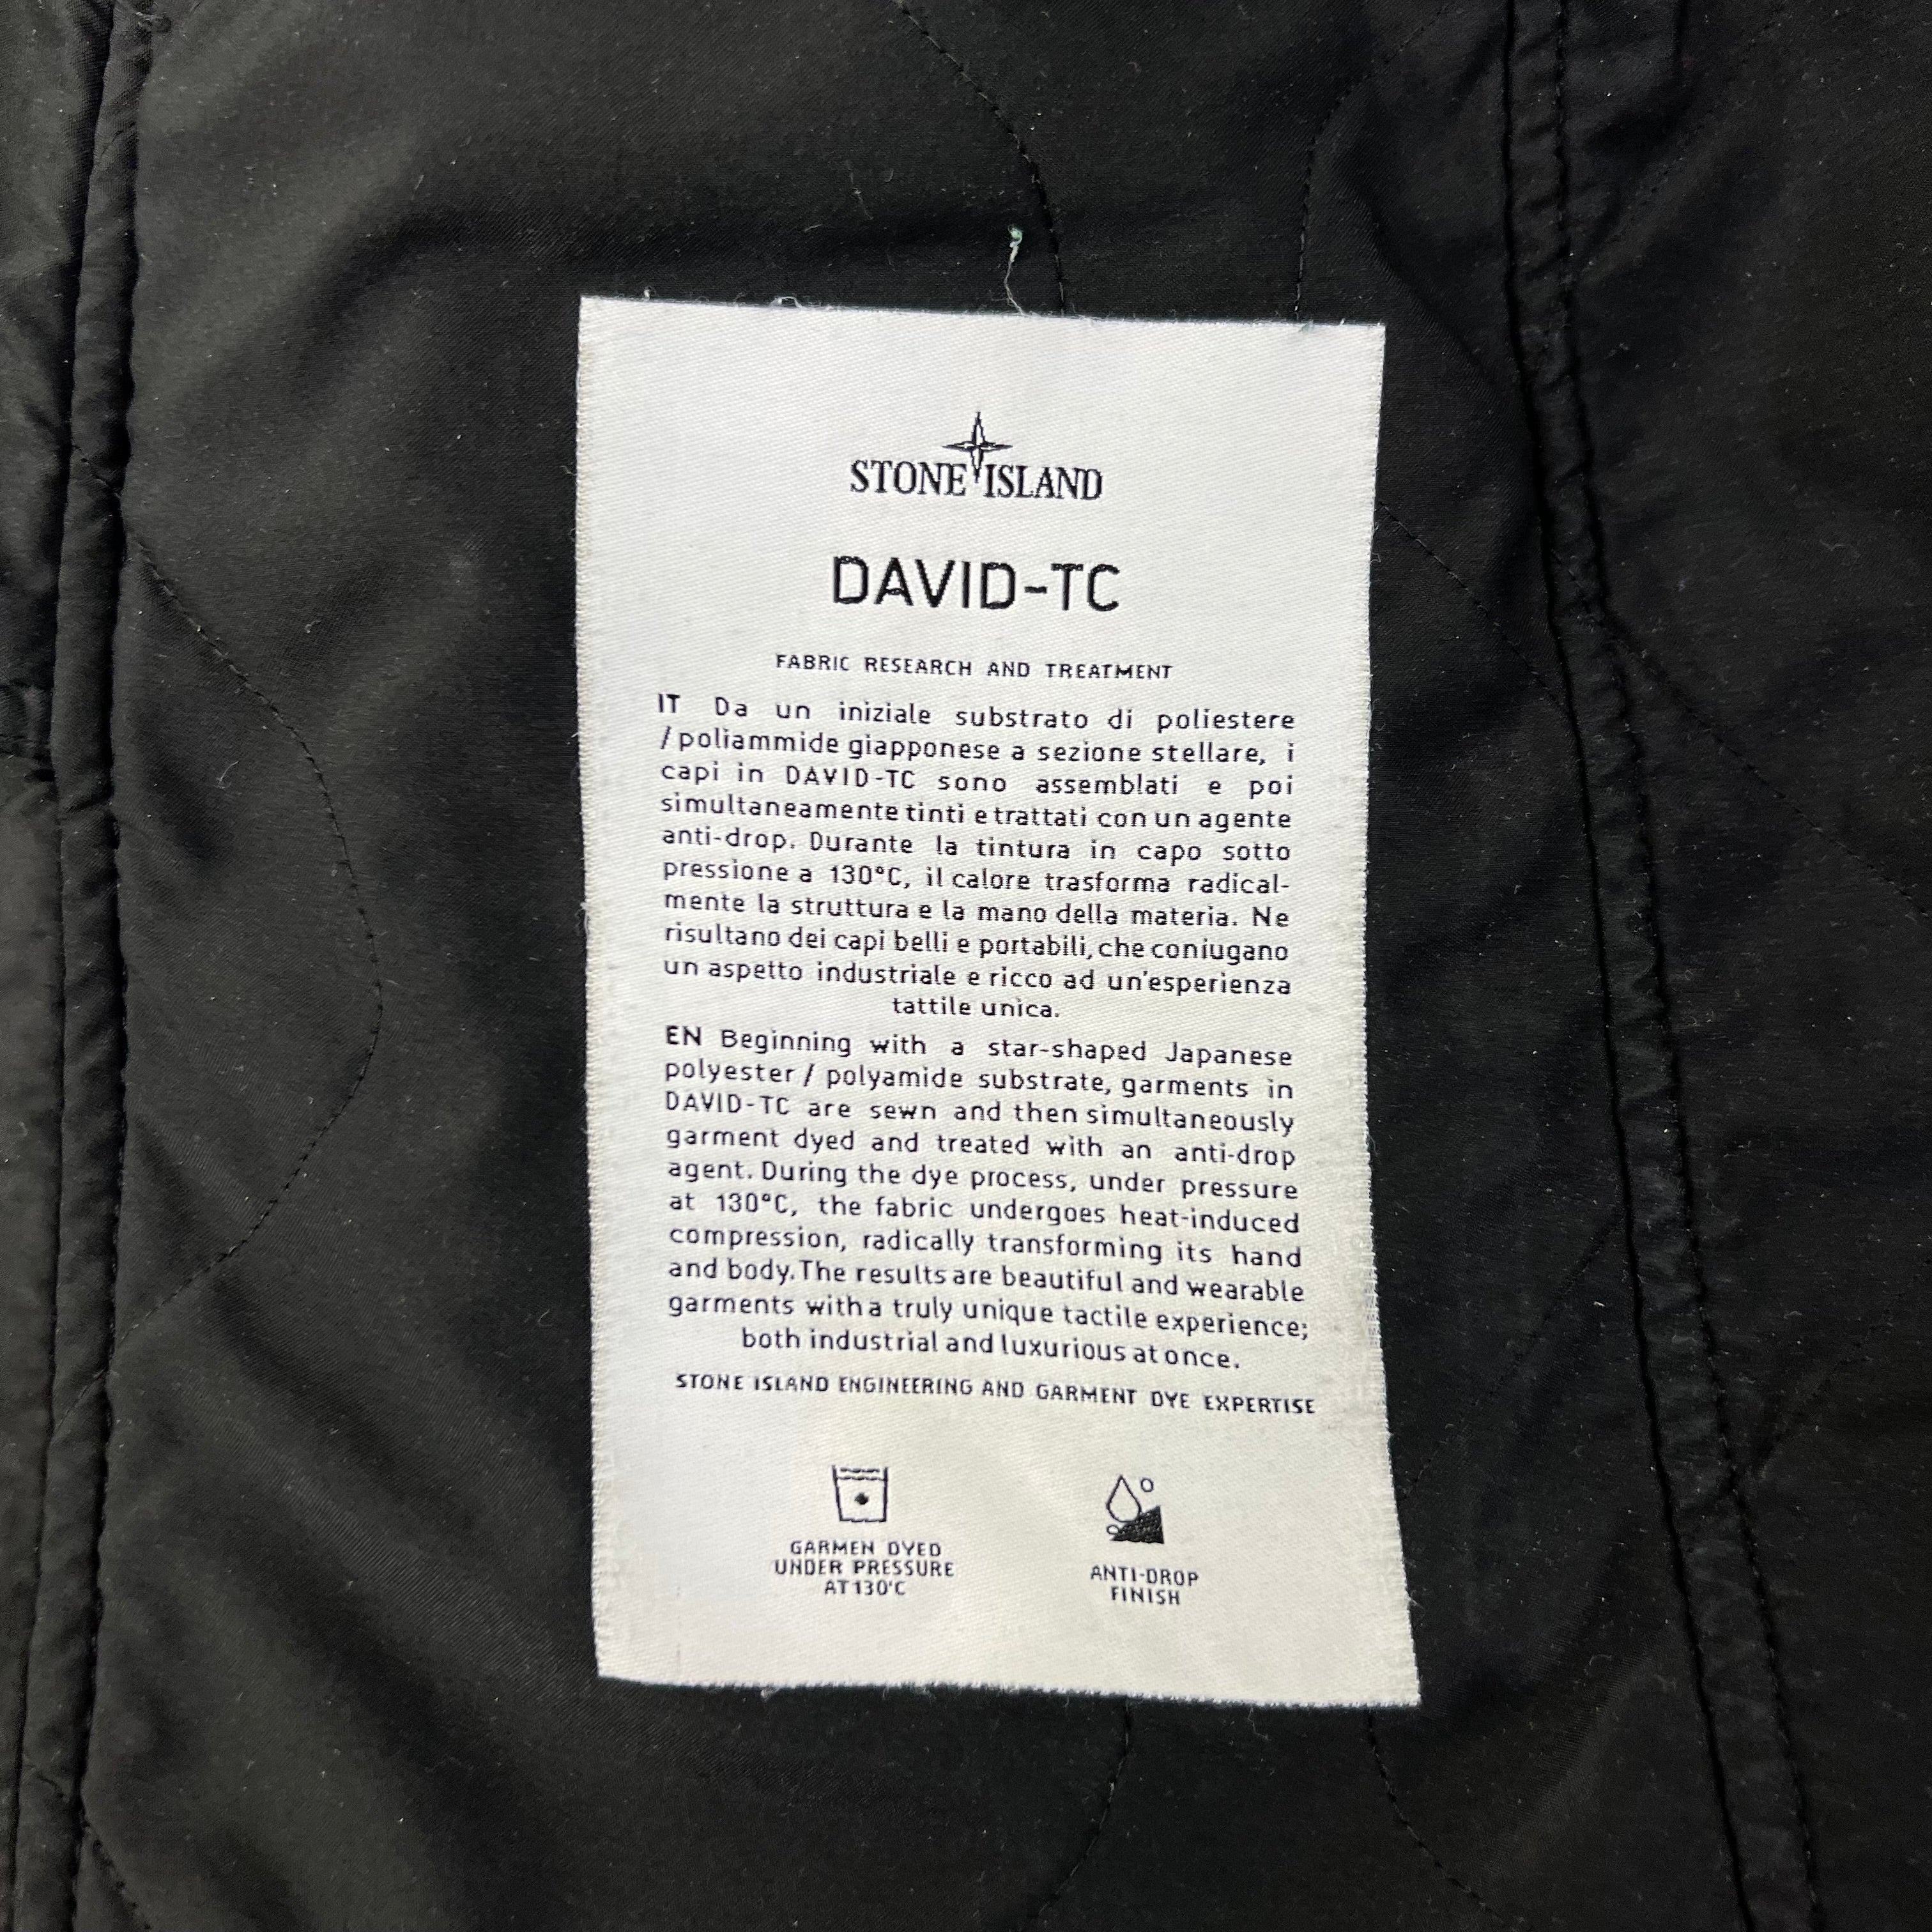 STONE ISLAND
DAVID-TC
FABRIC RESEARCH AND TREATMENT
IT Da un iniziale substrato di poliestere
/ poliammide giapponese a sezione stellare, i
capi in DAVID-TC sono assemblati e poi
simultaneamente tinti e trattati con un agente
anti-drop. Durante la tintura in capo sotto
pressione a 130°C, il calore trasforma radical-
mente la struttura e la mano della materia. Ne
risultano dei capi belli e portabili, che coniugano
un aspetto industriale e ricco ad un'esperienza
tattile unica.
EN Beginning with a star-shaped Japanese
polyester / polyamide substrate, garments in
DAVID-TC are sewn and then simultaneously
garment dyed and treated with an anti-drop
agent. During the dye process, under pressure
at 130°C, the fabric undergoes heat-induced
compression, radically transforming its hand
and body. The results are beautiful and wearable
garments with a truly unique tactile experience;
both industrial and luxurious at once.
STONE ISLAND ENGINEERING AND GARMENT DYE EXPERTISE
GARMEN DYED
UNDER PRESSURE
AT 130°C
ANTI-DROP
FINISH